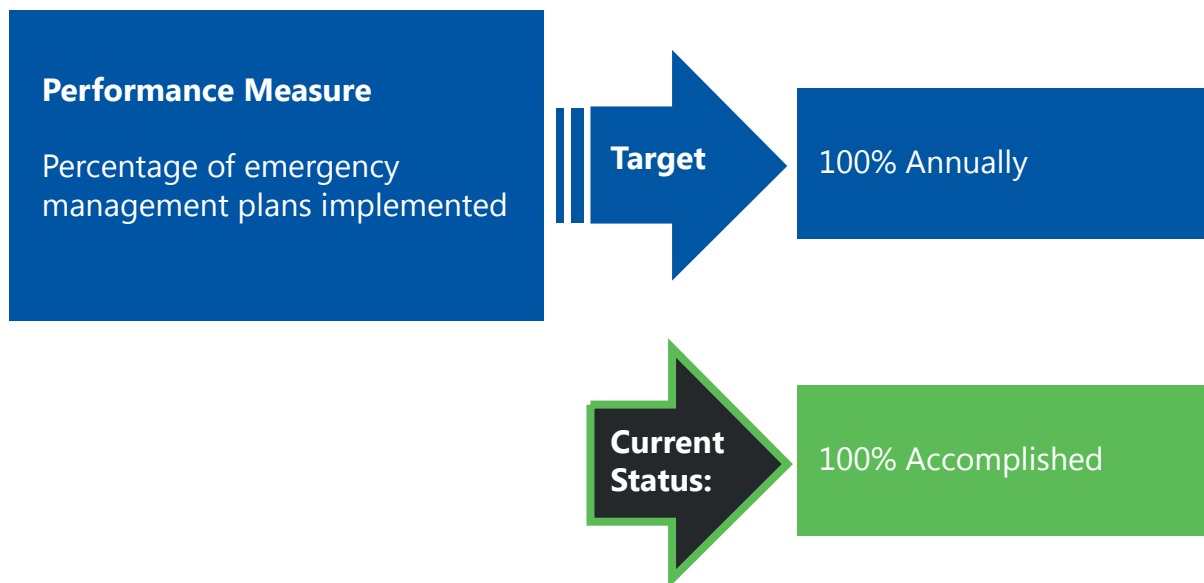 Performance Measure
Percentage of emergency
management plans implemented
Target
100% Annually
Current
Status:
100% Accomplished